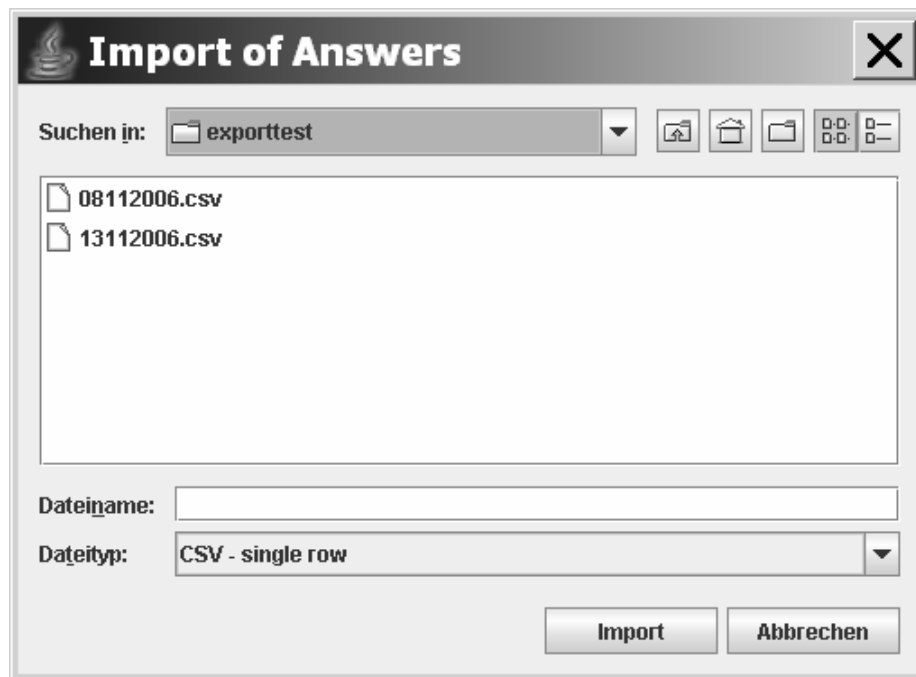 Import of Answers
Suchen in: exporttest
08112006.csv
13112006.csv
Dateiname:
Dateityp: CSV - single row
Import Abbrechen